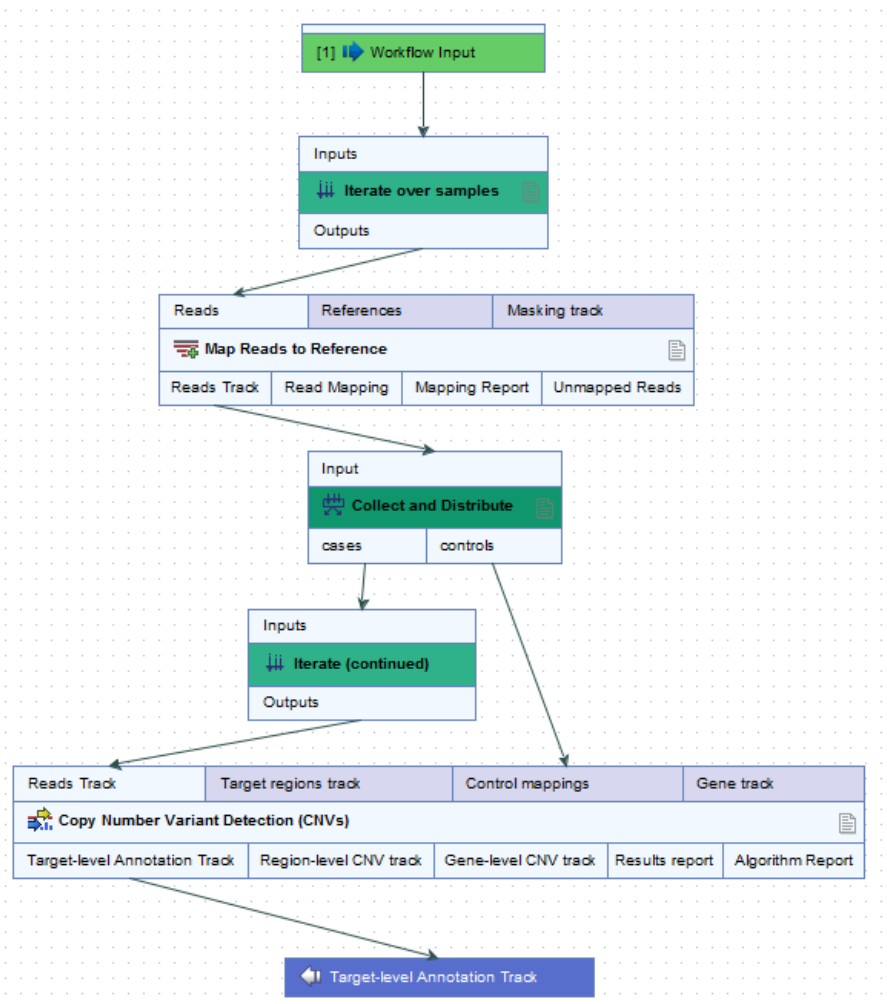 [1] Workflow Input
Inputs
Iterate over samples
Outputs
Reads References Masking track
Map Reads to Reference
Reads Track Read Mapping Mapping Report Unmapped Reads
Input
Collect and Distribute
cases controls
Inputs
Iterate (continued)
Outputs
Reads Track Target regions track Control mappings Gene track
Copy Number Variant Detection (CNVs)
Target-level Annotation Track Region-level CNV track Gene-level CNV track Results report Algorithm Report
Target-level Annotation Track